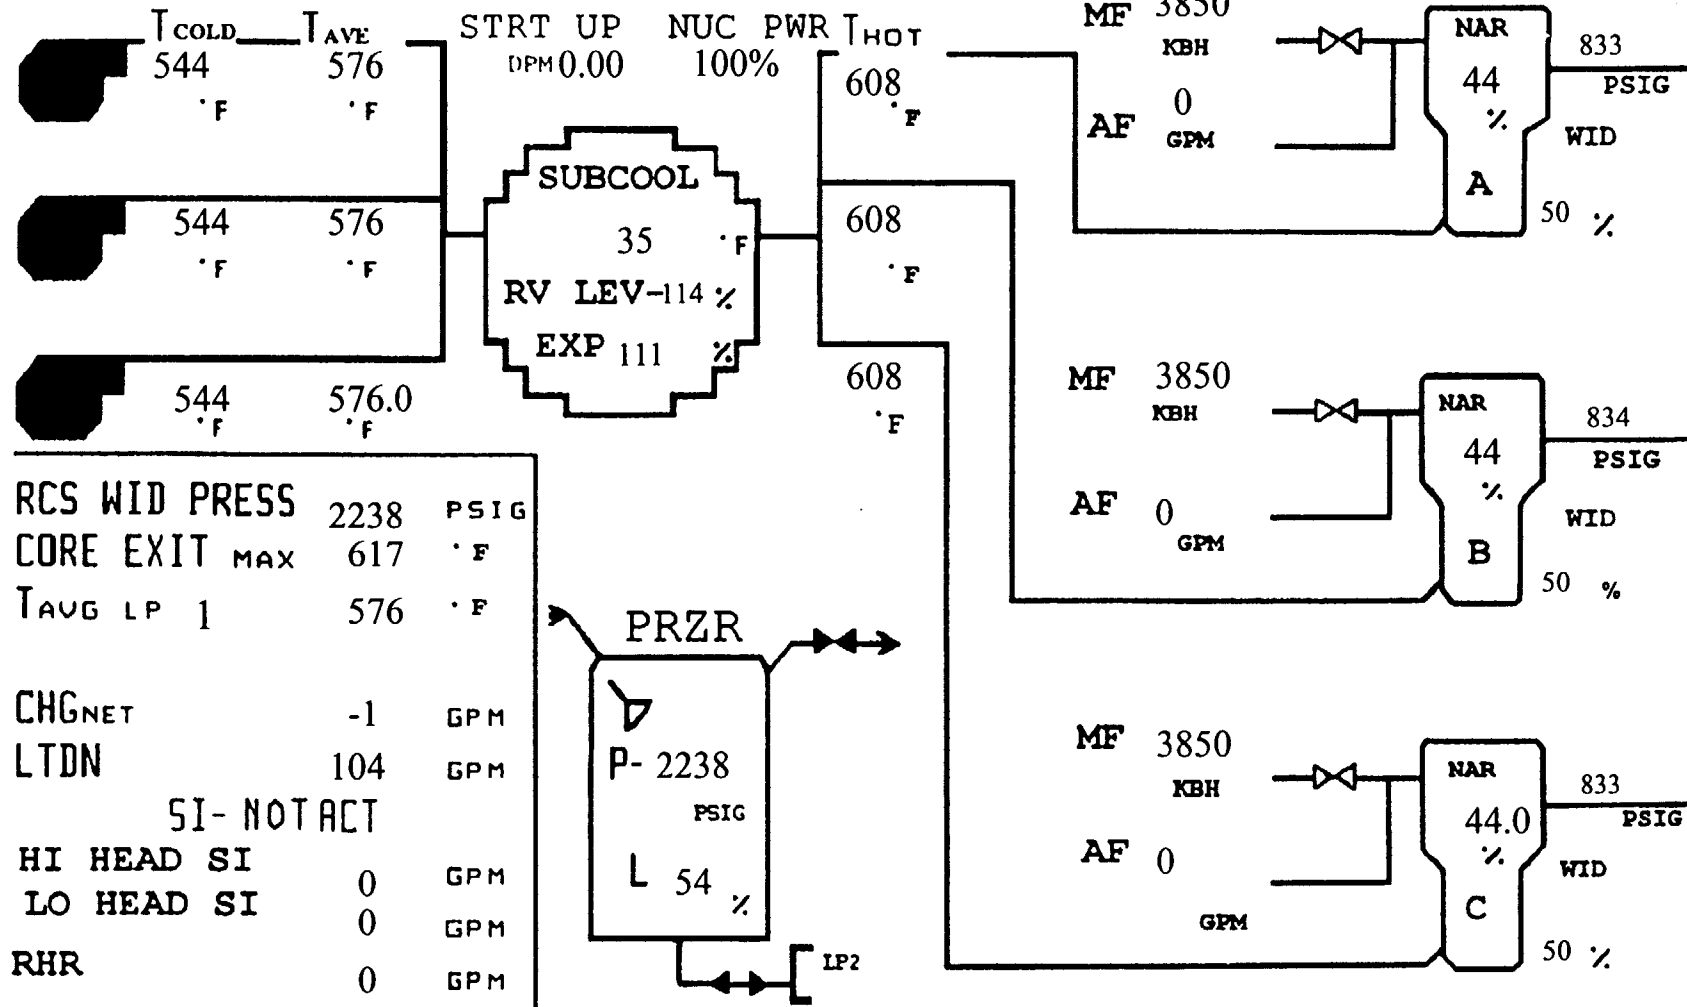 TCOLD TAVE STRT UP NUC PWR THOT
544 576 DPM 0.00 100% 608
°F °F °F
544 576 608
°F °F °F
544 576.0 608
°F °F °F
SUBCOOL
35 °F
RV LEV-114 %
EXP 111 %
RCS WID PRESS 2238 PSIG
CORE EXIT MAX 617 °F
TAVG LP 1 576 °F
CHGNET -1 GPM
LTDN 104 GPM
SI- NOT ACT
HI HEAD SI 0 GPM
LO HEAD SI 0 GPM
RHR 0 GPM
PRZR
P- 2238
PSIG
L 54
%
LP2
MF 3850
KBH
AF 0
GPM
NAR
44
%
A
833
PSIG
WID
50 %
MF 3850
KBH
AF 0
GPM
NAR
44
%
B
834
PSIG
WID
50 %
MF 3850
KBH
AF 0
GPM
NAR
44.0
%
C
833
PSIG
WID
50 %